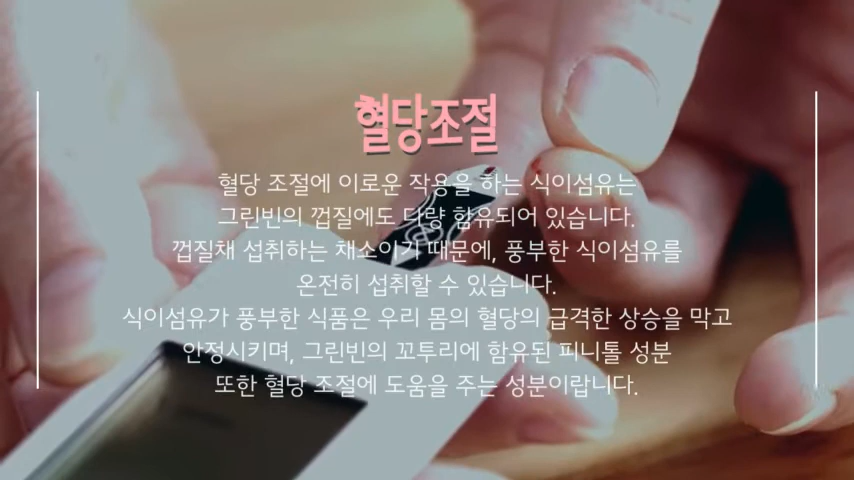 혈당조절
혈당 조절에 이로운 작용을 하는 식이섬유는
그린빈의 껍질에도 다량 함유되어 있습니다.
껍질채 섭취하는 채소이기 때문에, 풍부한 식이섬유를
온전히 섭취할 수 있습니다.
식이섬유가 풍부한 식품은 우리 몸의 혈당의 급격한 상승을 막고
안정시키며, 그린빈의 꼬투리에 함유된 피니톨 성분
또한 혈당 조절에 도움을 주는 성분이랍니다.